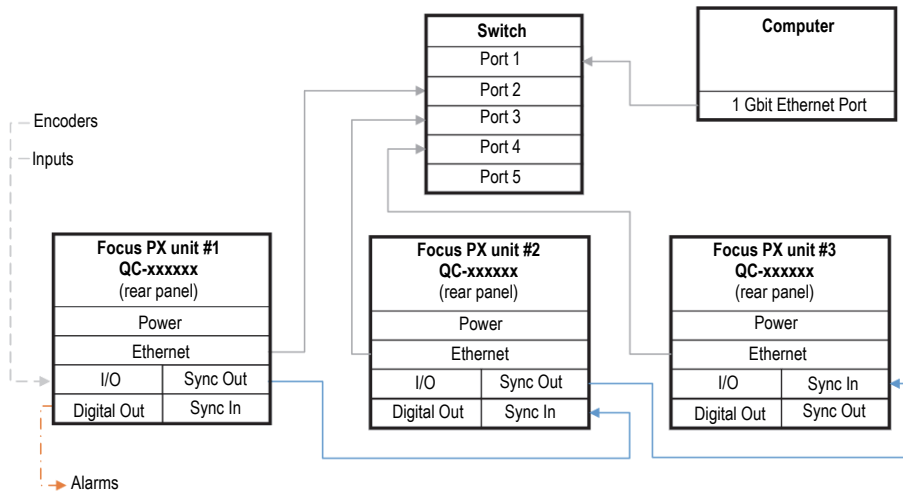 Switch
Port 1
Port 2
Port 3
Port 4
Port 5
Computer
1 Gbit Ethernet Port
Encoders
Inputs
Focus PX unit #1
QC-xxxxxx
(rear panel)
Power
Ethernet
I/O
Sync Out
Digital Out
Sync In
Alarms
Focus PX unit #2
QC-xxxxxx
(rear panel)
Power
Ethernet
I/O
Sync Out
Digital Out
Sync In
Focus PX unit #3
QC-xxxxxx
(rear panel)
Power
Ethernet
I/O
Sync In
Digital Out
Sync Out